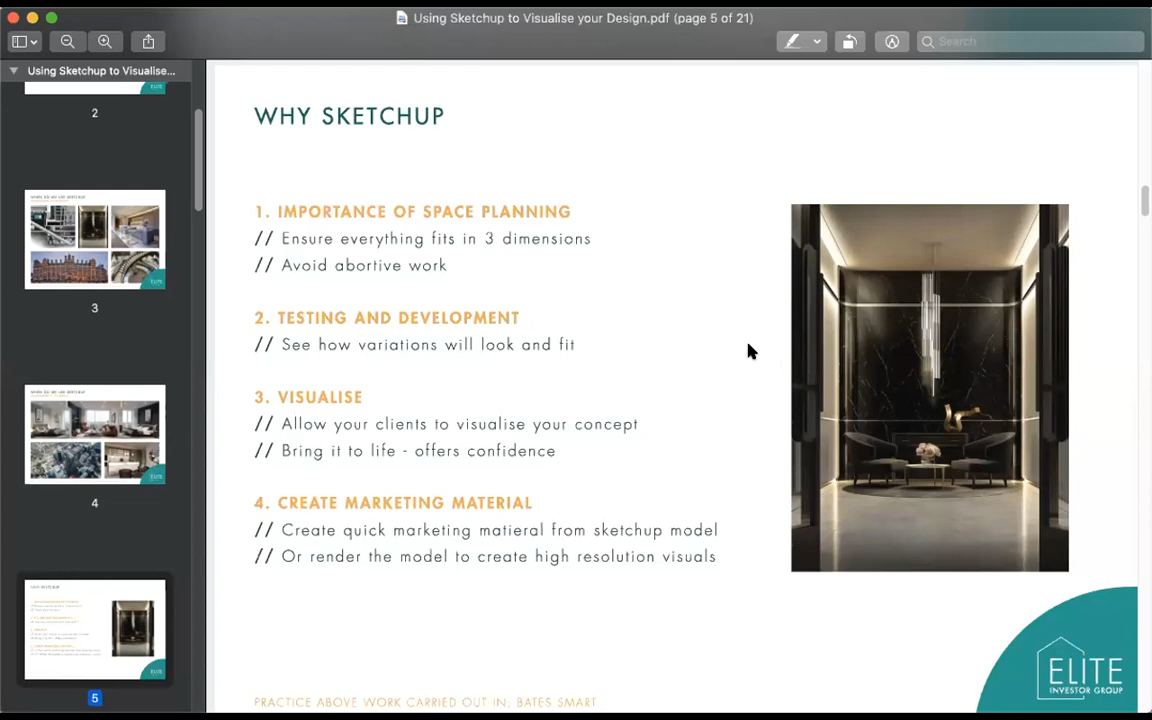 Using Sketchup to Visualise your Design.pdf (page 5 of 21)
Search
Using Sketchup to Visualise...
2
3
4
5
WHY SKETCHUP
1. IMPORTANCE OF SPACE PLANNING
// Ensure everything fits in 3 dimensions
// Avoid abortive work
2. TESTING AND DEVELOPMENT
// See how variations will look and fit
3. VISUALISE
// Allow your clients to visualise your concept
// Bring it to life - offers confidence
4. CREATE MARKETING MATERIAL
// Create quick marketing matieral from sketchup model
// Or render the model to create high resolution visuals
PRACTICE ABOVE WORK CARRIED OUT IN; BATES SMART
ELITE
INVESTOR GROUP